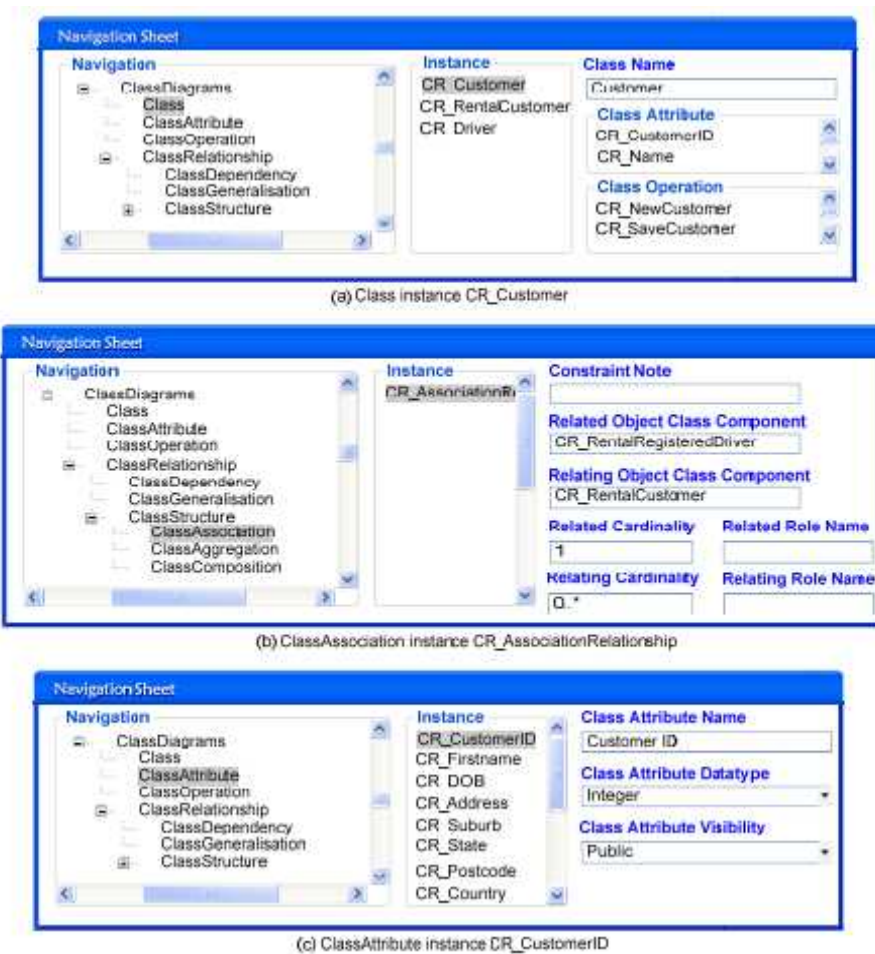 Navigation Sheet
Navigation
ClassDiagrams
Class
ClassAttribute
ClassOperation
ClassRelationship
ClassDependency
ClassGeneralisation
ClassStructure
Instance
CR_Customer
CR_RentalCustomer
CR_Driver
Class Name
Customer
Class Attribute
CR_CustomerID
CR_Name
Class Operation
CR_NewCustomer
CR_SaveCustomer
(a) Class instance CR_Customer
Navigation Sheet
Navigation
ClassDiagrams
Class
ClassAttribute
ClassOperation
ClassRelationship
ClassDependency
ClassGeneralisation
ClassStructure
ClassAssociation
ClassAggregation
ClassComposition
Instance
CR_AssociationR
Constraint Note
Related Object Class Component
CR_RentalRegisteredDriver
Relating Object Class Component
CR_RentalCustomer
Related Cardinality Related Role Name
1
Relating Cardinality Relating Role Name
0..*
(b) ClassAssociation instance CR_AssociationRelationship
Navigation Sheet
Navigation
ClassDiagrams
Class
ClassAttribute
ClassOperation
ClassRelationship
ClassDependency
ClassGeneralisation
ClassStructure
Instance
CR_CustomerID
CR_Firstname
CR_DOB
CR_Address
CR_Suburb
CR_State
CR_Postcode
CR_Country
Class Attribute Name
Customer ID
Class Attribute Datatype
Integer
Class Attribute Visibility
Public
(c) ClassAttribute instance CR_CustomerID